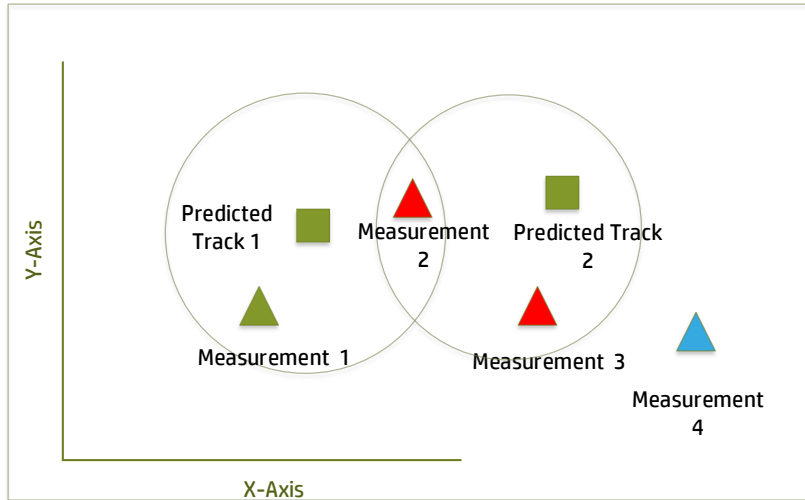 Y-Axis
Predicted
Track 1
Measurement
2
Predicted Track
2
Measurement 1
Measurement 3
Measurement
4
X-Axis